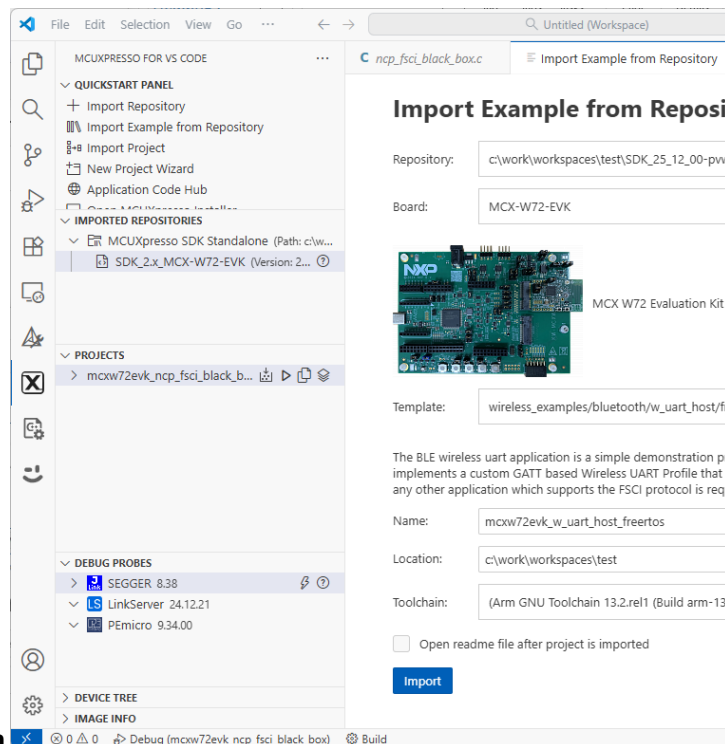 File Edit Selection View Go ··· ← → Untitled (Workspace)
MCUXPRESSO FOR VS CODE ···
QUICKSTART PANEL
Import Repository
Import Example from Repository
Import Project
New Project Wizard
Application Code Hub
Open MCUXpresso Installer
IMPORTED REPOSITORIES
MCUXpresso SDK Standalone (Path: c:\w...
SDK_2.x_MCX-W72-EVK (Version: 2...
PROJECTS
mcxw72evk_ncp_fsci_black_b...
DEBUG PROBES
SEGGER 8.38
LinkServer 24.12.21
PEmicro 9.34.00
DEVICE TREE
IMAGE INFO
C ncp_fsci_black_box.c Import Example from Repository
Import Example from Reposi
Repository: c:\work\workspaces\test\SDK_25_12_00-pvw
Board: MCX-W72-EVK
NXP
MCX W72 Evaluation Kit
Template: wireless_examples/bluetooth/w_uart_host/f
The BLE wireless uart application is a simple demonstration p
implements a custom GATT based Wireless UART Profile that
any other application which supports the FSCI protocol is req
Name: mcxw72evk_w_uart_host_freertos
Location: c:\work\workspaces\test
Toolchain: (Arm GNU Toolchain 13.2.rel1 (Build arm-13
Open readme file after project is imported
Import
0 0 Debug (mcxw72evk_ncp_fsci_black_box) Build